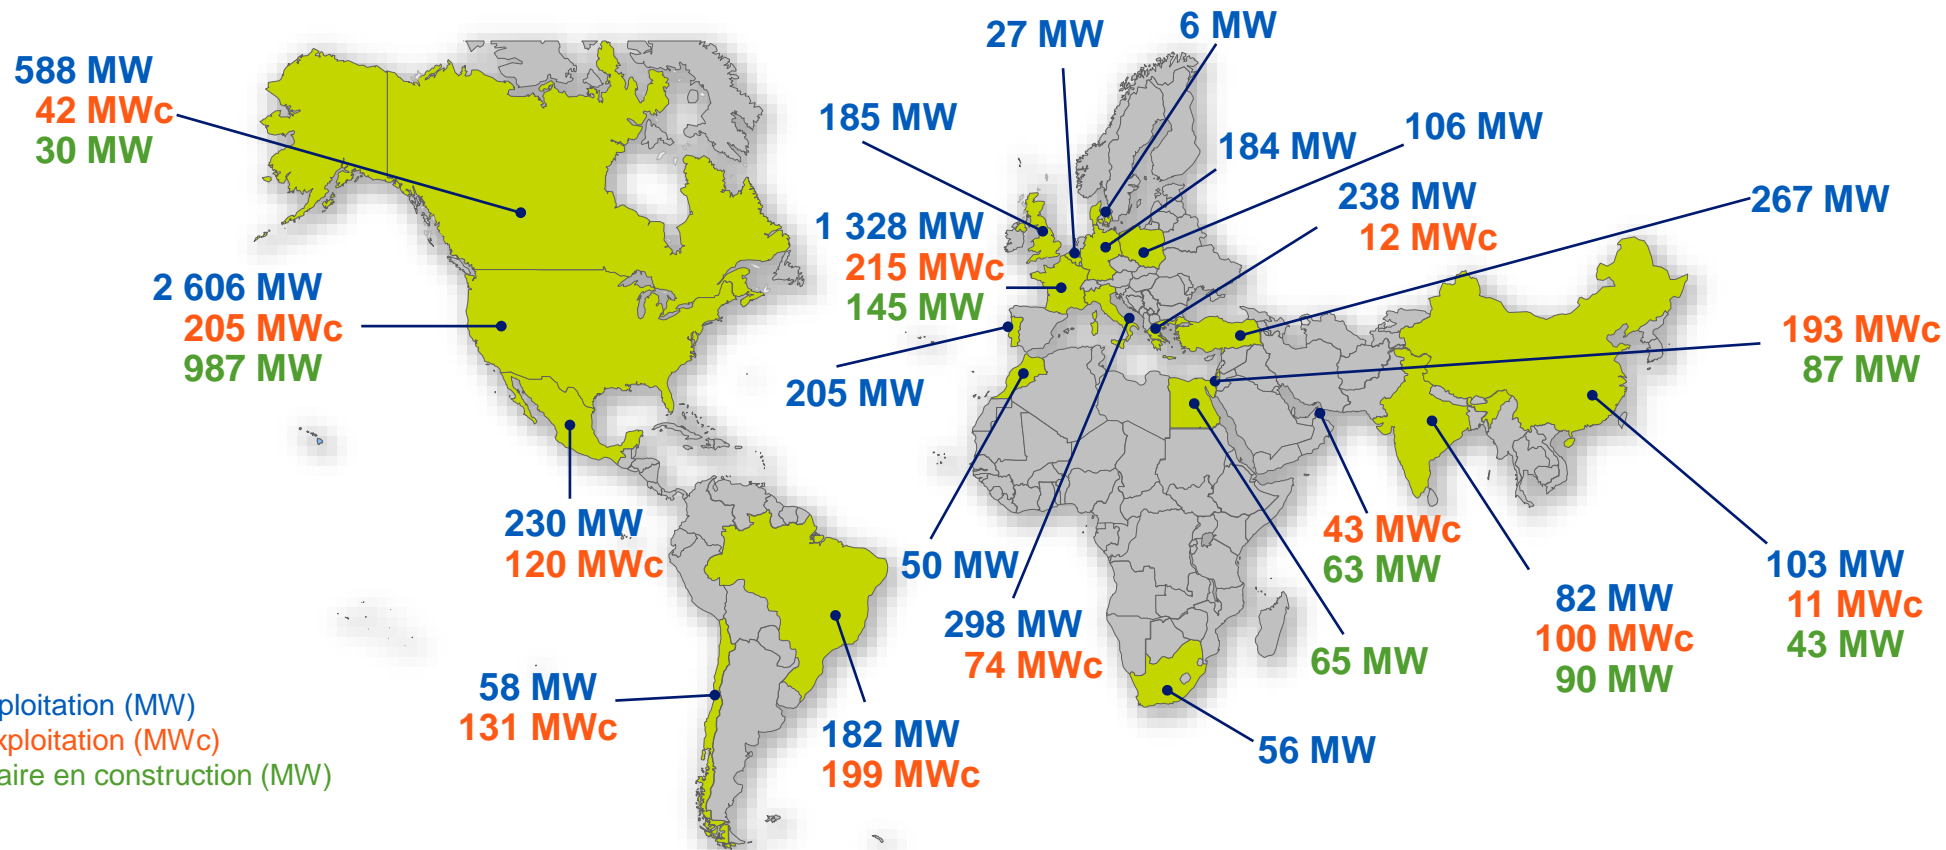 27 MW
6 MW
588 MW
42 MWc
30 MW
185 MW
184 MW
106 MW
238 MW
12 MWc
267 MW
1 328 MW
215 MWc
145 MW
2 606 MW
205 MWc
987 MW
193 MWc
87 MW
205 MW
230 MW
120 MWc
50 MW
43 MWc
63 MW
103 MW
11 MWc
43 MW
82 MW
100 MWc
90 MW
298 MW
74 MWc
65 MW
58 MW
131 MWc
182 MW
199 MWc
56 MW
ploitation (MW)
xploitation (MWc)
aire en construction (MW)